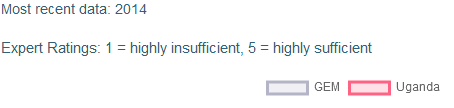 Most recent data: 2014
Expert Ratings: 1 = highly insufficient, 5 = highly sufficient
GEM Uganda